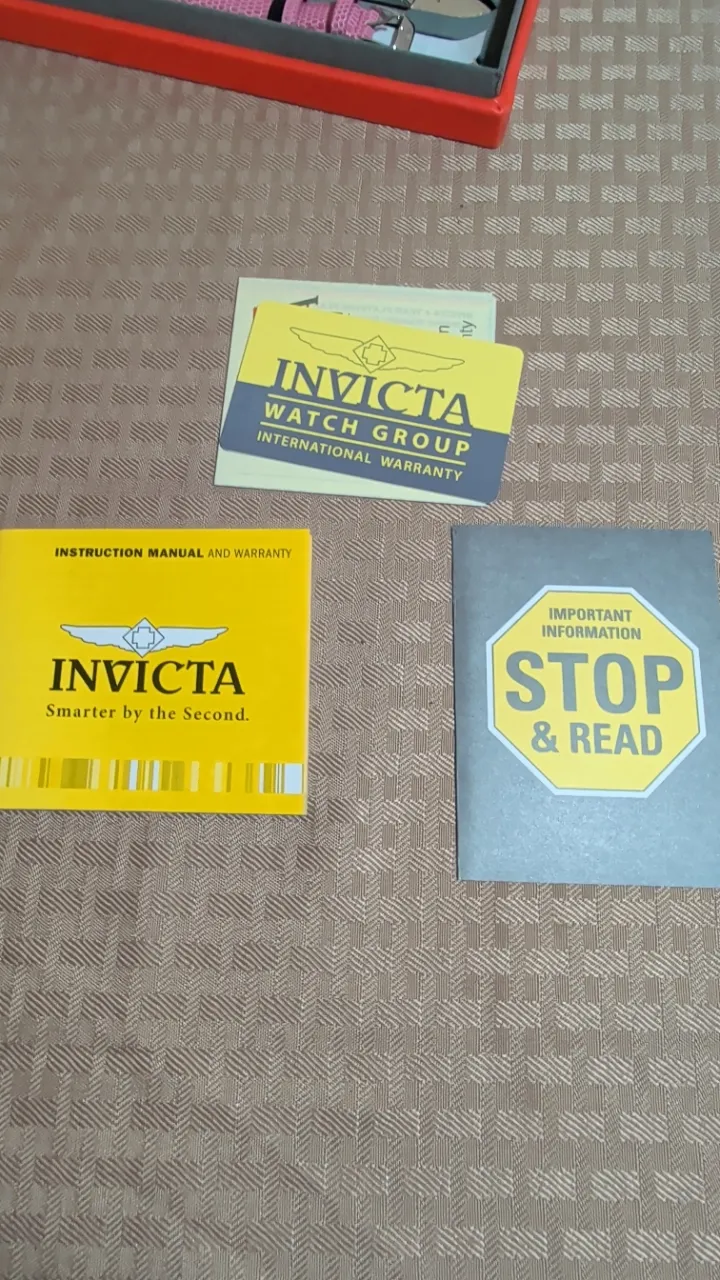 INVICTA
WATCH GROUP
INTERNATIONAL WARRANTY
INSTRUCTION MANUAL AND WARRANTY
INVICTA
Smarter by the Second.
IMPORTANT
INFORMATION
STOP
& READ